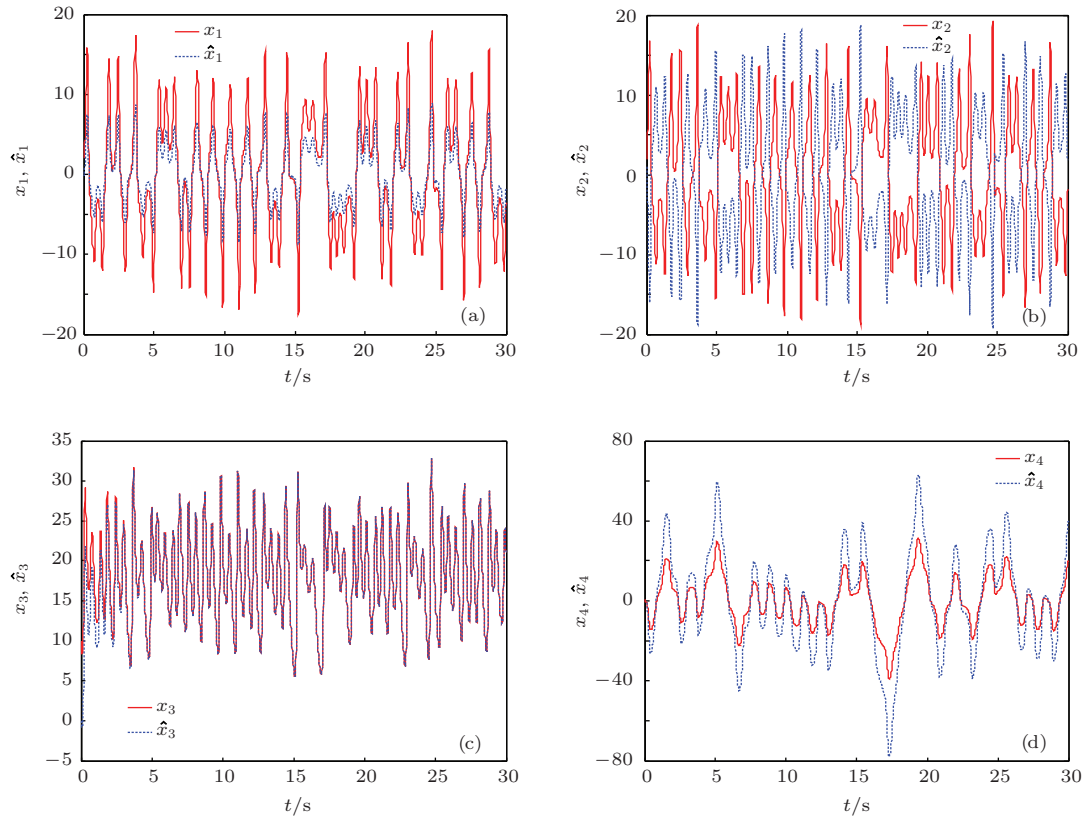 20
10
0
−10
−20
x₁, x̂₁
x₁
x̂₁
(a)
0 5 10 15 20 25 30
t/s
20
10
0
−10
−20
x₂, x̂₂
x₂
x̂₂
(b)
0 5 10 15 20 25 30
t/s
35
30
25
20
15
10
5
0
−5
x₃, x̂₃
x₃
x̂₃
(c)
0 5 10 15 20 25 30
t/s
80
40
0
−40
−80
x₄, x̂₄
x₄
x̂₄
(d)
0 5 10 15 20 25 30
t/s